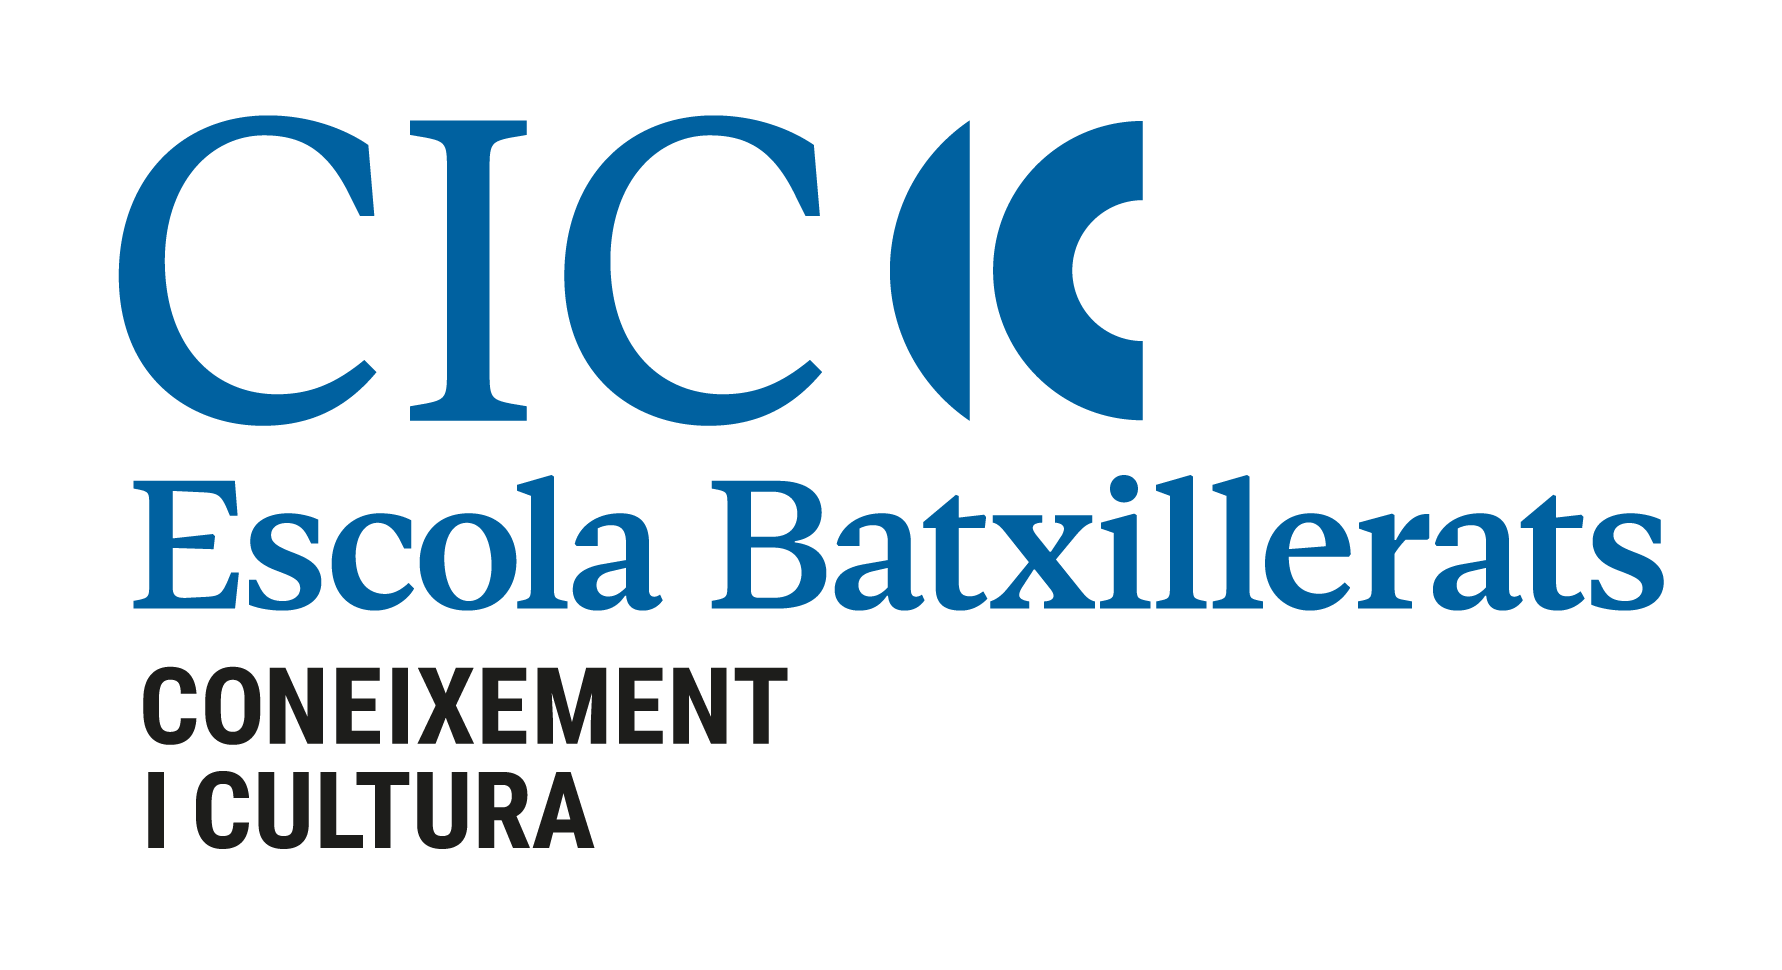 CIC
Escola Batxillerats
CONEIXEMENT
I CULTURA